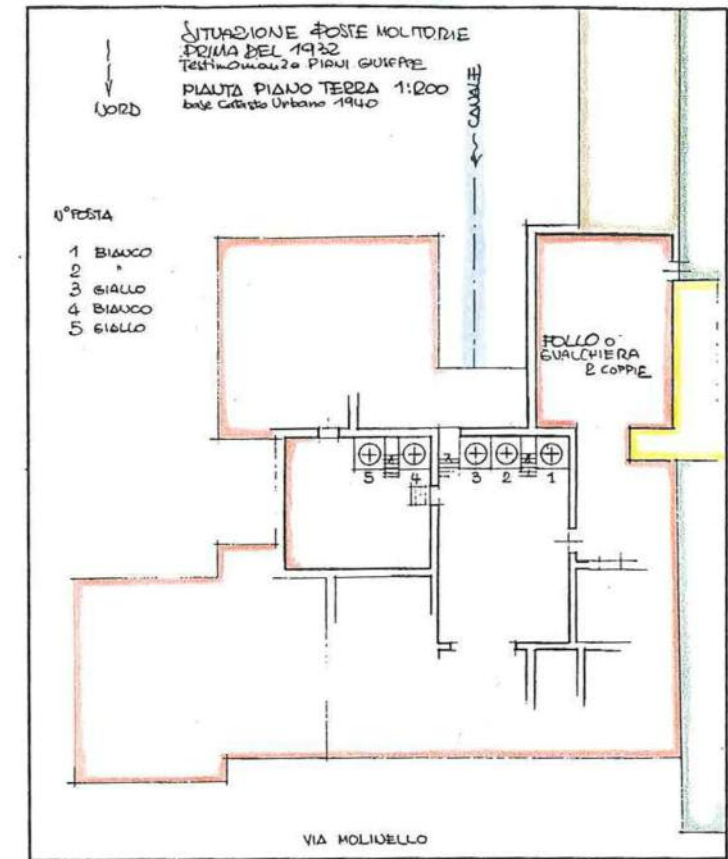 SITUAZIONE POSTE MOLITORIE
PRIMA DEL 1932
Testimonianza PIANI GIUSEPPE
PIANTA PIANO TERRA 1:200
base Catasto Urbano 1940
NORD
CANALE
N° POSTA
1 BIANCO
2 "
3 GIALLO
4 BIANCO
5 GIALLO
FOLLO o
GUALCHIERA
2 COPPIE
5 4 3 2 1
VIA MOLINELLO